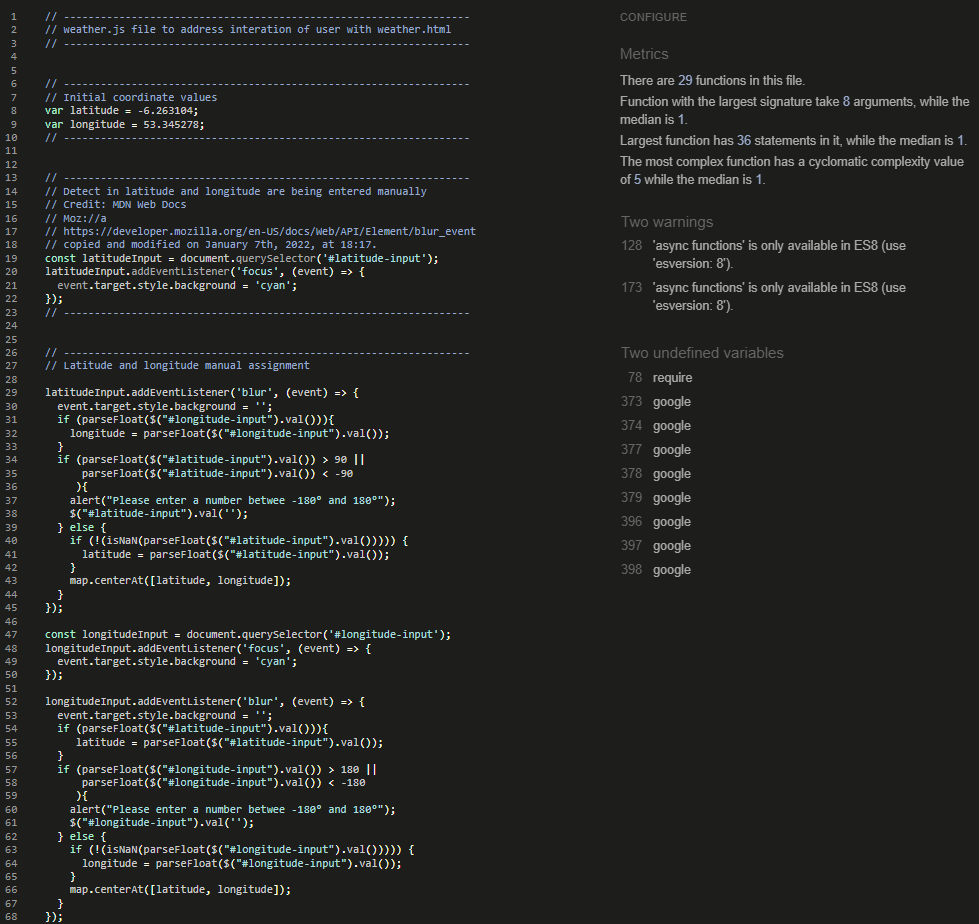 1 // ------------------------------------------------------------------
2 // weather.js file to address interation of user with weather.html
3 // ------------------------------------------------------------------
4
5
6 // ------------------------------------------------------------------
7 // Initial coordinate values
8 var latitude = -6.263104;
9 var longitude = 53.345278;
10 // ------------------------------------------------------------------
11
12
13 // ------------------------------------------------------------------
14 // Detect in latitude and longitude are being entered manually
15 // Credit: MDN Web Docs
16 // Moz://a
17 // https://developer.mozilla.org/en-US/docs/Web/API/Element/blur_event
18 // copied and modified on January 7th, 2022, at 18:17.
19 const latitudeInput = document.querySelector('#latitude-input');
20 latitudeInput.addEventListener('focus', (event) => {
21   event.target.style.background = 'cyan';
22 });
23 // ------------------------------------------------------------------
24
25
26 // ------------------------------------------------------------------
27 // Latitude and longitude manual assignment
28
29 latitudeInput.addEventListener('blur', (event) => {
30   event.target.style.background = '';
31   if (parseFloat($("#longitude-input").val())){
32     longitude = parseFloat($("#longitude-input").val());
33   }
34   if (parseFloat($("#latitude-input").val()) > 90 ||
35       parseFloat($("#latitude-input").val()) < -90
36      ){
37     alert("Please enter a number betwee -180º and 180º");
38     $("#latitude-input").val('');
39   } else {
40     if (!(isNaN(parseFloat($("#latitude-input").val())))) {
41       latitude = parseFloat($("#latitude-input").val());
42     }
43     map.centerAt([latitude, longitude]);
44   }
45 });
46
47 const longitudeInput = document.querySelector('#longitude-input');
48 longitudeInput.addEventListener('focus', (event) => {
49   event.target.style.background = 'cyan';
50 });
51
52 longitudeInput.addEventListener('blur', (event) => {
53   event.target.style.background = '';
54   if (parseFloat($("#latitude-input").val())){
55      latitude = parseFloat($("#latitude-input").val());
56   }
57   if (parseFloat($("#longitude-input").val()) > 180 ||
58       parseFloat($("#longitude-input").val()) < -180
59      ){
60     alert("Please enter a number betwee -180º and 180º");
61     $("#longitude-input").val('');
62   } else {
63     if (!(isNaN(parseFloat($("#longitude-input").val())))) {
64       longitude = parseFloat($("#longitude-input").val());
65     }
66     map.centerAt([latitude, longitude]);
67   }
68 });
CONFIGURE
Metrics
There are 29 functions in this file.
Function with the largest signature take 8 arguments, while the
median is 1.
Largest function has 36 statements in it, while the median is 1.
The most complex function has a cyclomatic complexity value
of 5 while the median is 1.
Two warnings
128 'async functions' is only available in ES8 (use
'esversion: 8').
173 'async functions' is only available in ES8 (use
'esversion: 8').
Two undefined variables
78 require
373 google
374 google
377 google
378 google
379 google
396 google
397 google
398 google